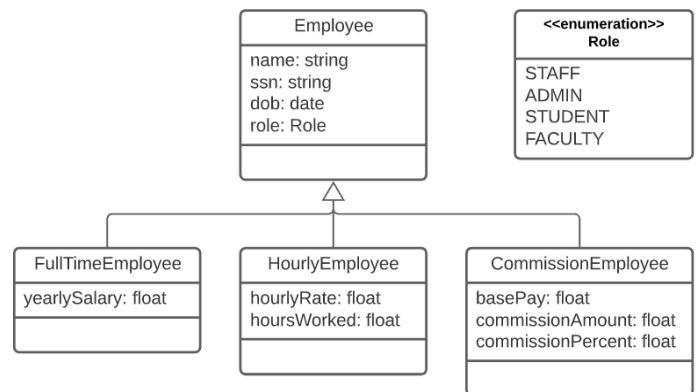 Employee
name: string
ssn: string
dob: date
role: Role
<<enumeration>>
Role
STAFF
ADMIN
STUDENT
FACULTY
FullTimeEmployee
yearlySalary: float
HourlyEmployee
hourlyRate: float
hoursWorked: float
CommissionEmployee
basePay: float
commissionAmount: float
commissionPercent: float